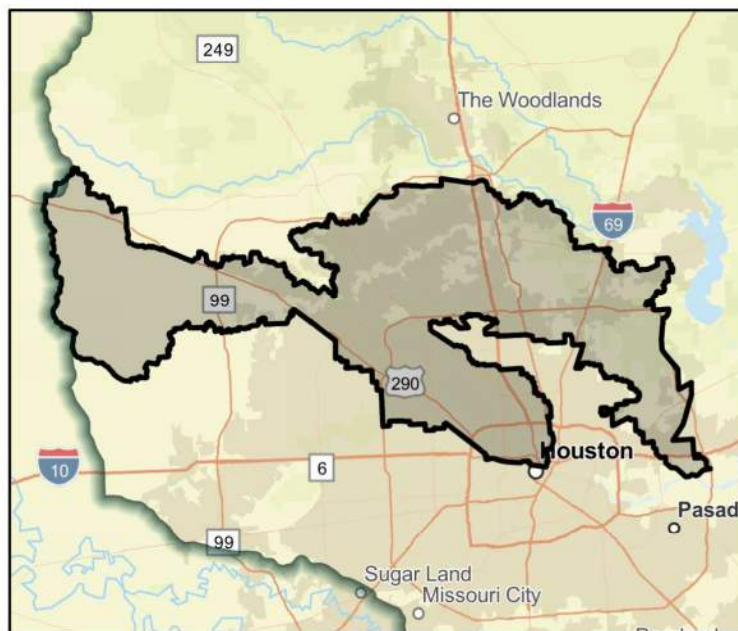 249
The Woodlands
69
99
290
Houston
10
6
Pasad
99
Sugar Land
Missouri City